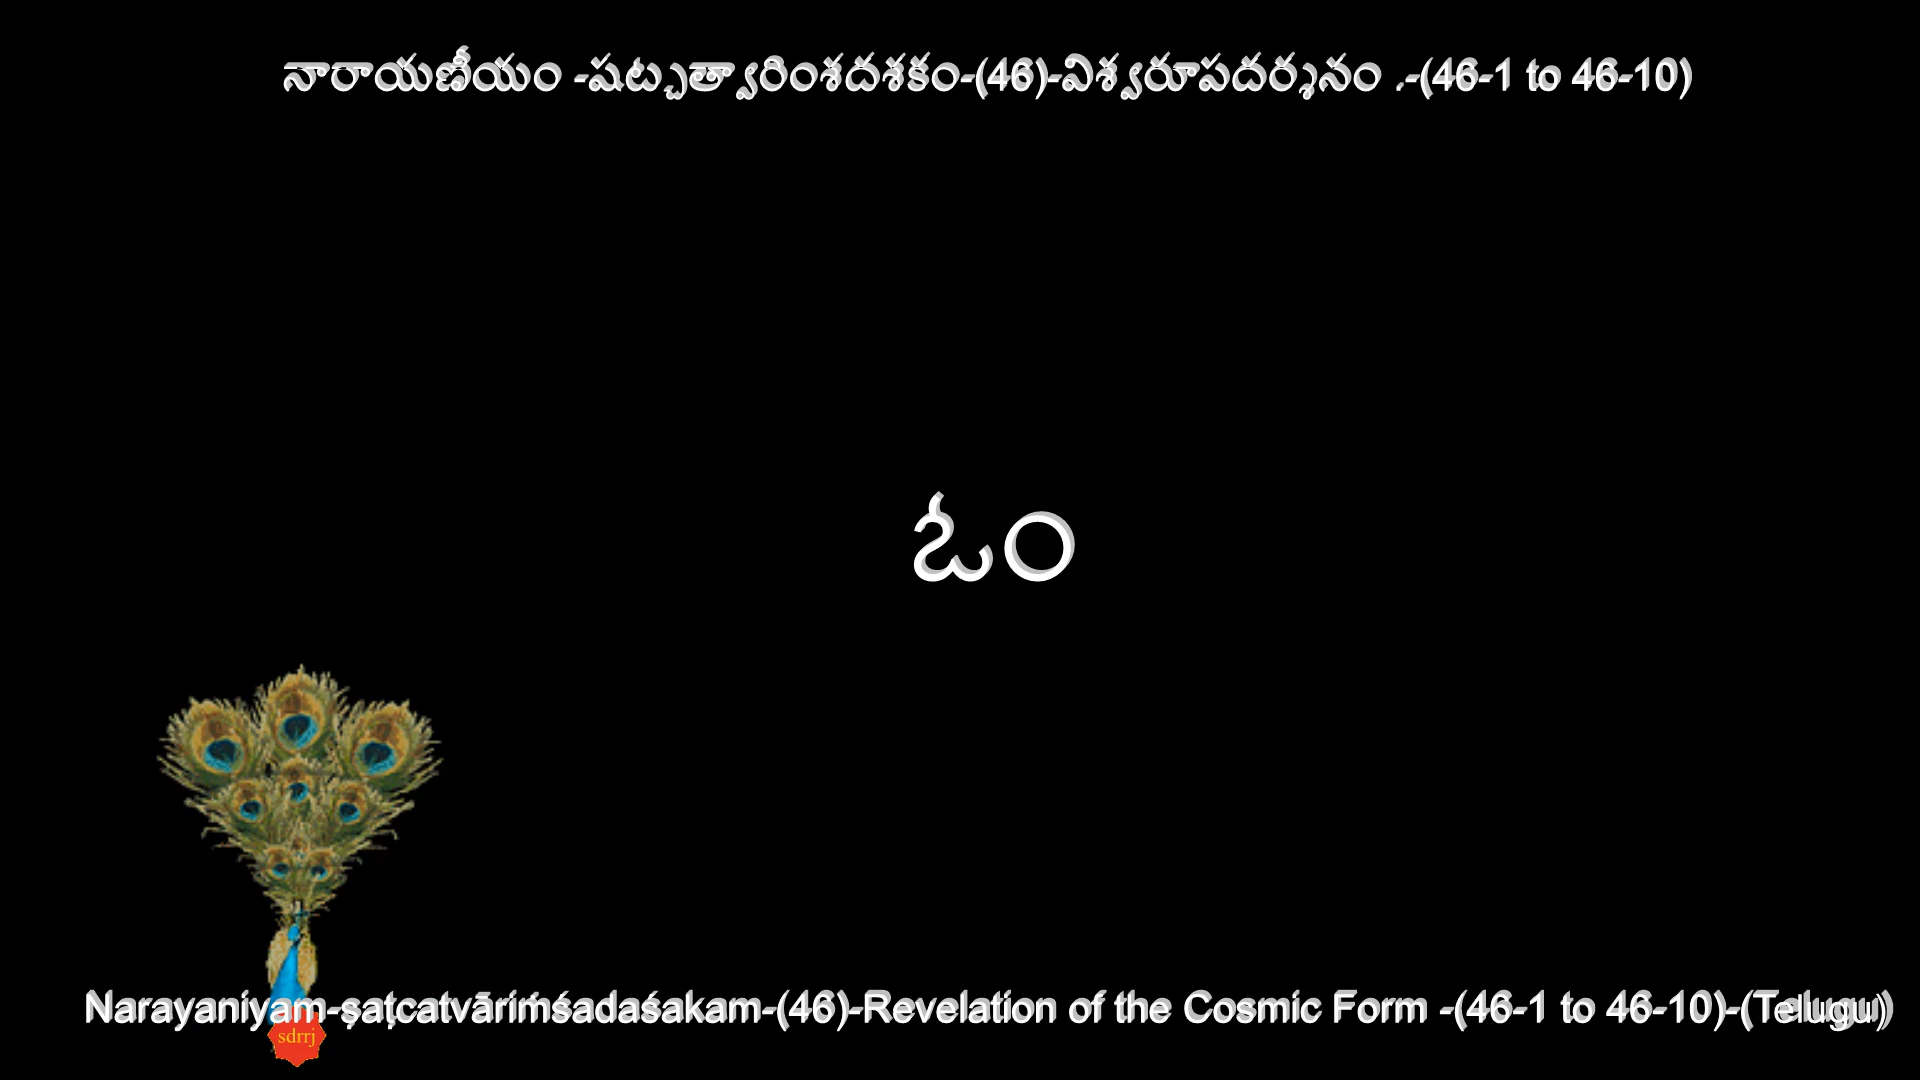 నారాయణీయం -షట్చత్వారింశదశకం-(46)-విశ్వరూపదర్శనం .-(46-1 to 46-10)
ఓం
Narayaniyam-ṣaṭcatvāriṁśadaśakam-(46)-Revelation of the Cosmic Form -(46-1 to 46-10)-(Telugu)
sdrrj